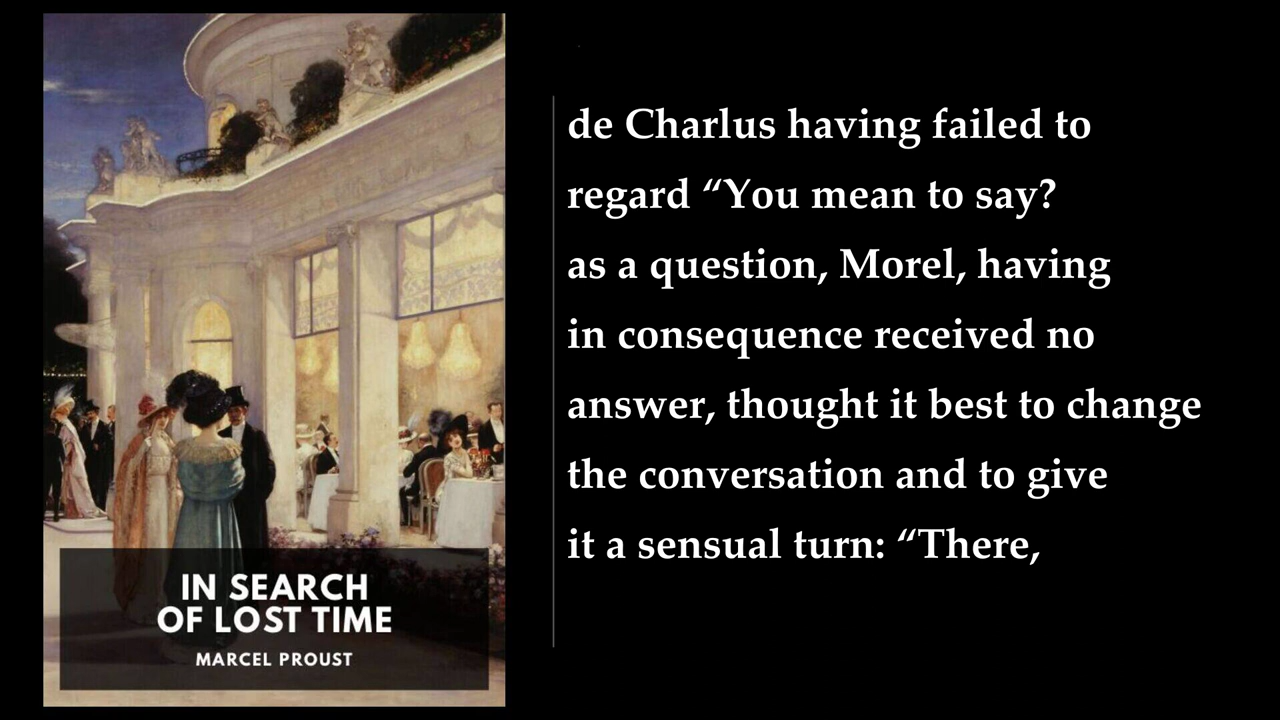 de Charlus having failed to
regard “You mean to say?
as a question, Morel, having
in consequence received no
answer, thought it best to change
the conversation and to give
it a sensual turn: “There,
IN SEARCH
OF LOST TIME
MARCEL PROUST